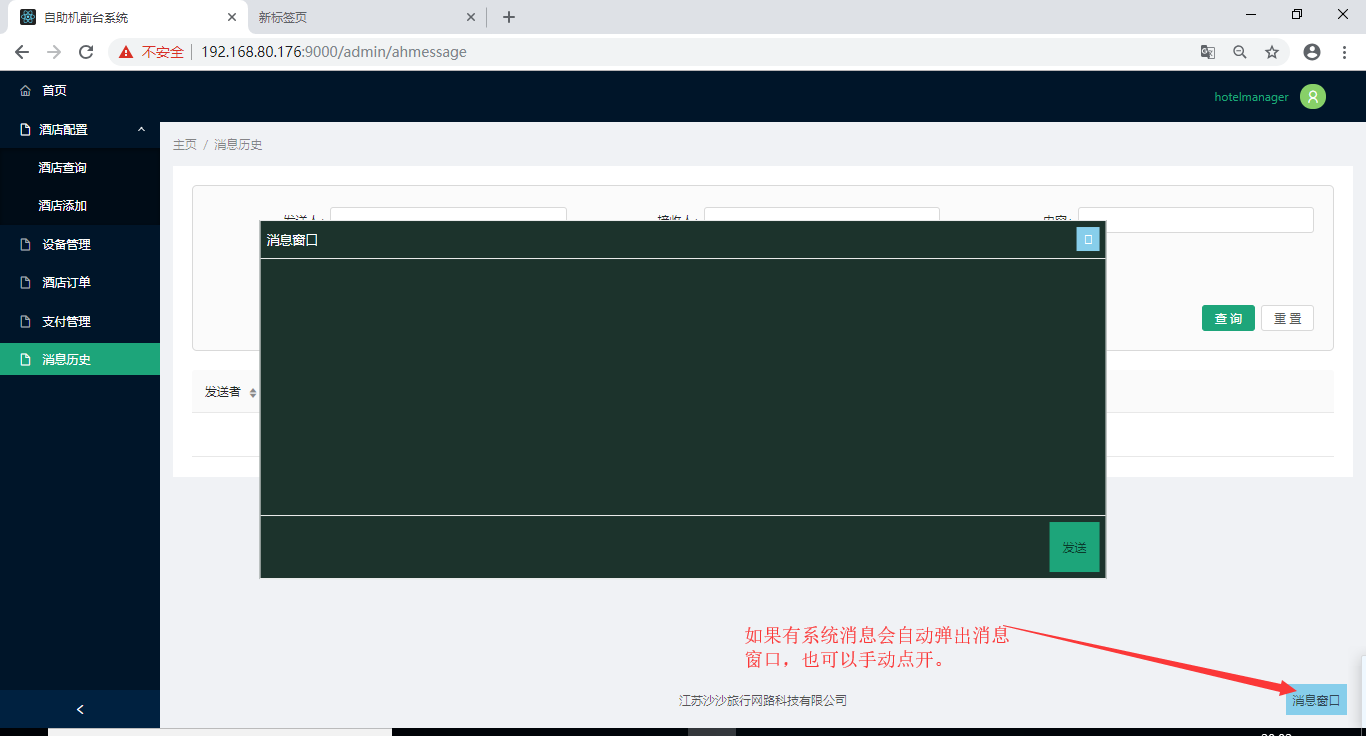 自助机前台系统
新标签页
不安全
192.168.80.176:9000/admin/ahmessage
首页
hotelmanager
酒店配置
主页 / 消息历史
酒店查询
酒店添加
发送人:
接收人:
内容:
设备管理
消息窗口
酒店订单
支付管理
查 询
重 置
消息历史
发送者
发送
如果有系统消息会自动弹出消息
窗口，也可以手动点开。
江苏沙沙旅行网路科技有限公司
消息窗口